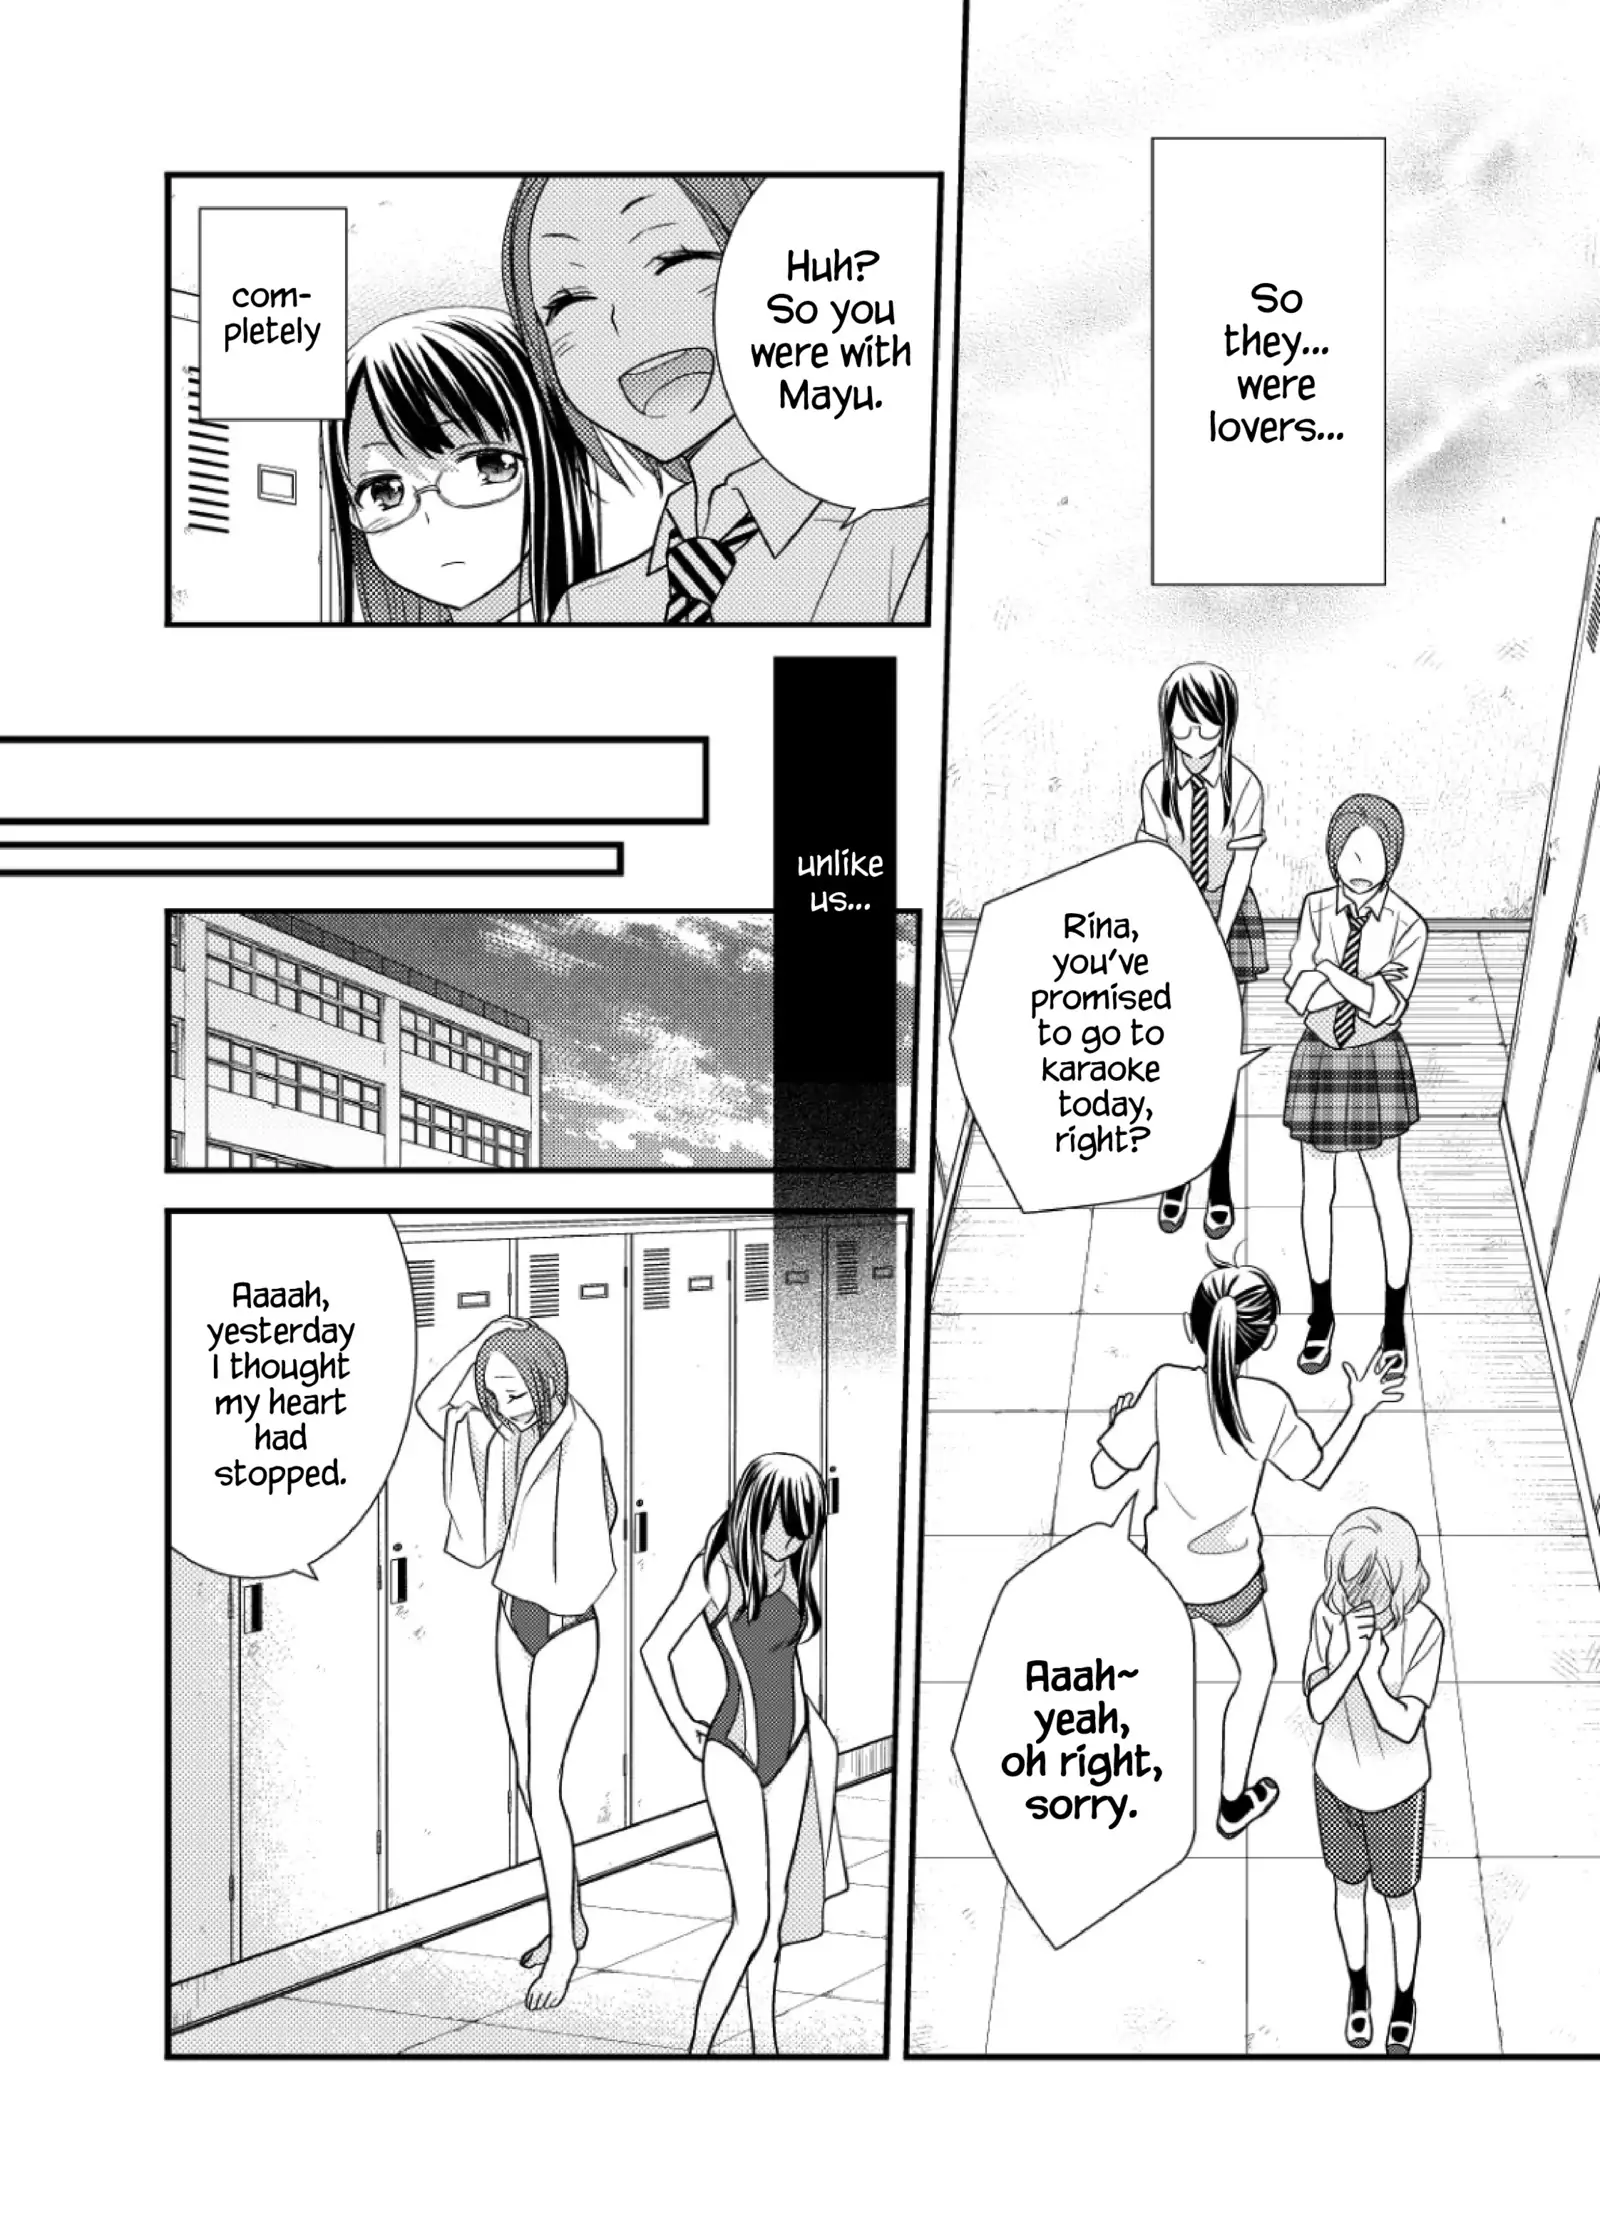 So
they...
were
lovers...
Rina,
you've
promised
to go to
karaoke
today,
right?
Aaah~
yeah,
oh right,
sorry.
Huh?
So you
were with
Mayu.
com-
pletely
unlike
us...
Aaaah,
yesterday
I thought
my heart
had
stopped.